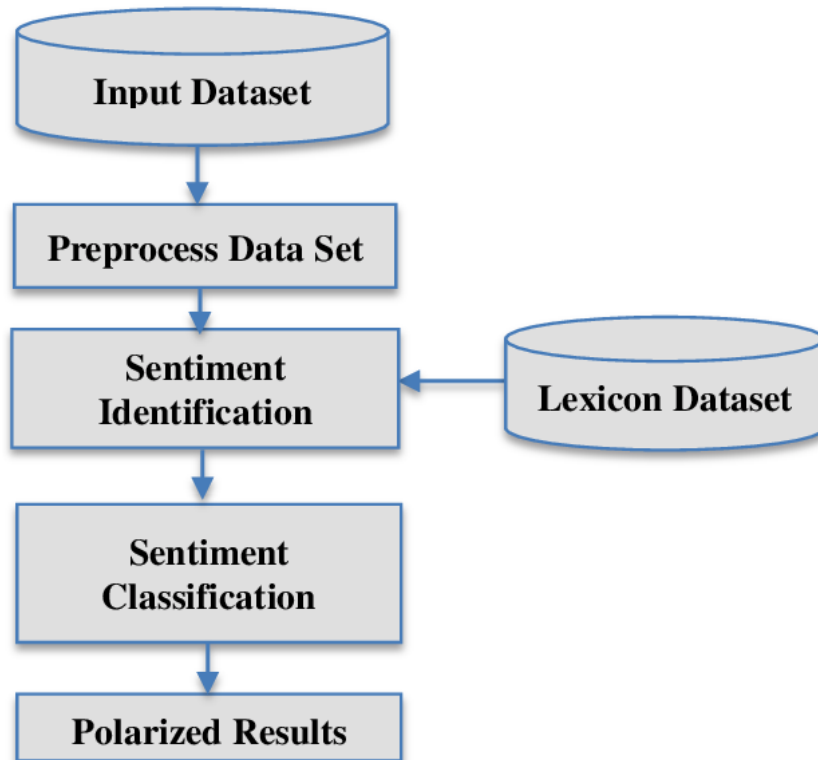 Input Dataset
Preprocess Data Set
Sentiment
Identification
Lexicon Dataset
Sentiment
Classification
Polarized Results